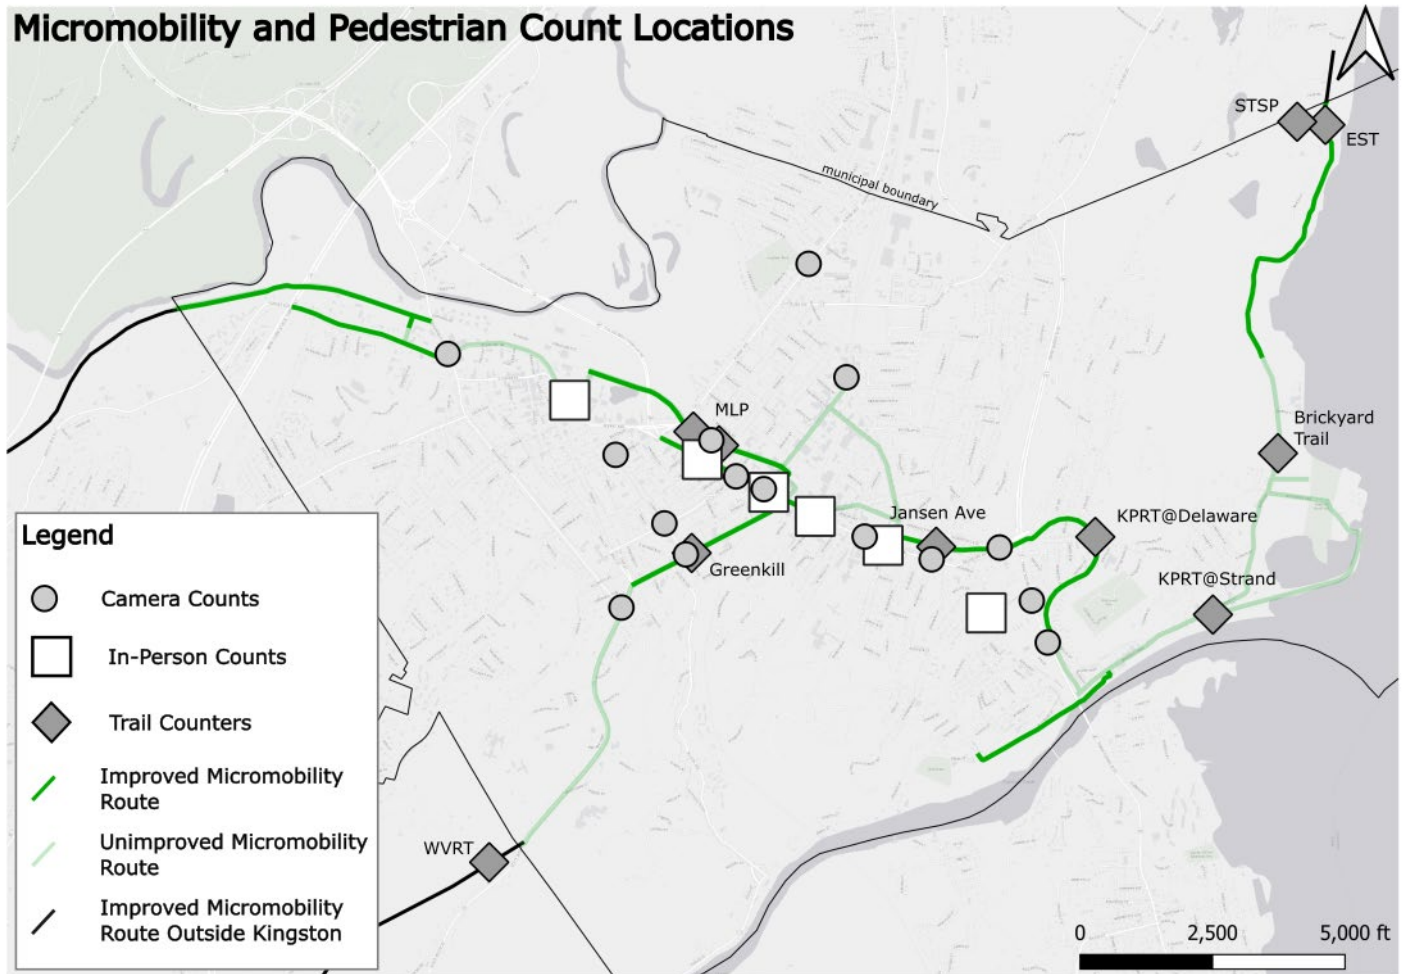 Micromobility and Pedestrian Count Locations
STSP
EST
municipal boundary
MLP
Brickyard
Trail
Jansen Ave
KPRT@Delaware
Greenkill
KPRT@Strand
WVRT
Legend
Camera Counts
In-Person Counts
Trail Counters
Improved Micromobility
Route
Unimproved Micromobility
Route
Improved Micromobility
Route Outside Kingston
0 2,500 5,000 ft